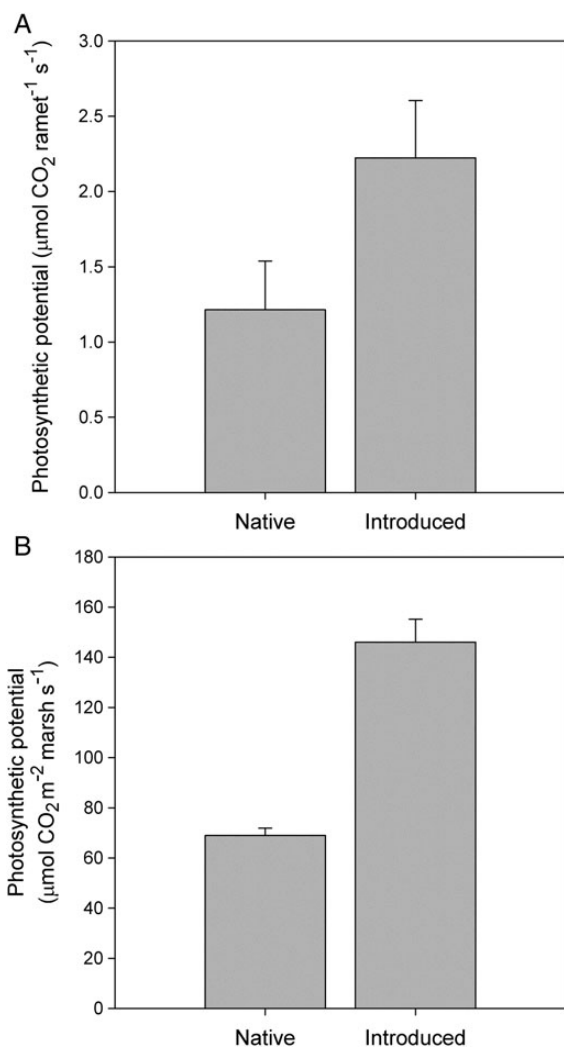 A
Photosynthetic potential (μmol CO₂ ramet⁻¹ s⁻¹)
3.0
2.5
2.0
1.5
1.0
0.5
0.0
Native Introduced
B
Photosynthetic potential
(μmol CO₂ m⁻² marsh s⁻¹)
180
160
140
120
100
80
60
40
20
0
Native Introduced